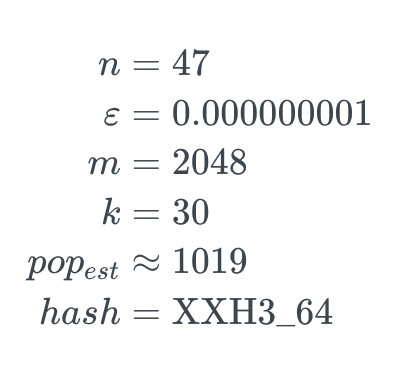 n = 47
ε = 0.000000001
m = 2048
k = 30
pop_est ≈ 1019
hash = XXH3_64